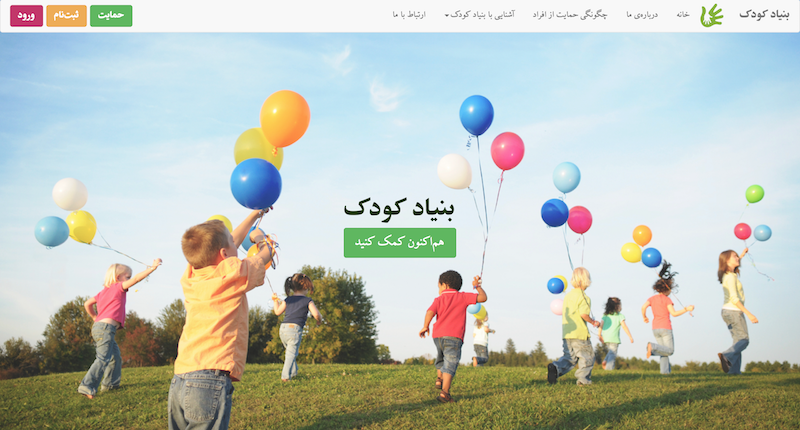 بنیاد کودک
خانه
درباره‌ی ما
چگونگی حمایت از افراد
آشنایی با بنیاد کودک
ارتباط با ما
حمایت
ثبت‌نام
ورود
بنیاد کودک
هم‌اکنون کمک کنید